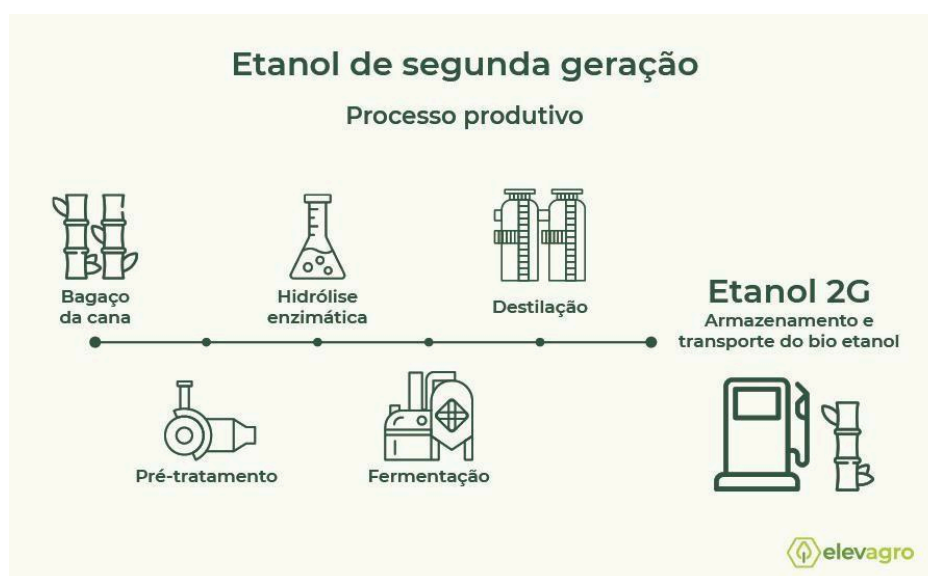 Etanol de segunda geração
Processo produtivo
Bagaço
da cana
Pré-tratamento
Hidrólise
enzimática
Fermentação
Destilação
Etanol 2G
Armazenamento e
transporte do bio etanol
elevagro